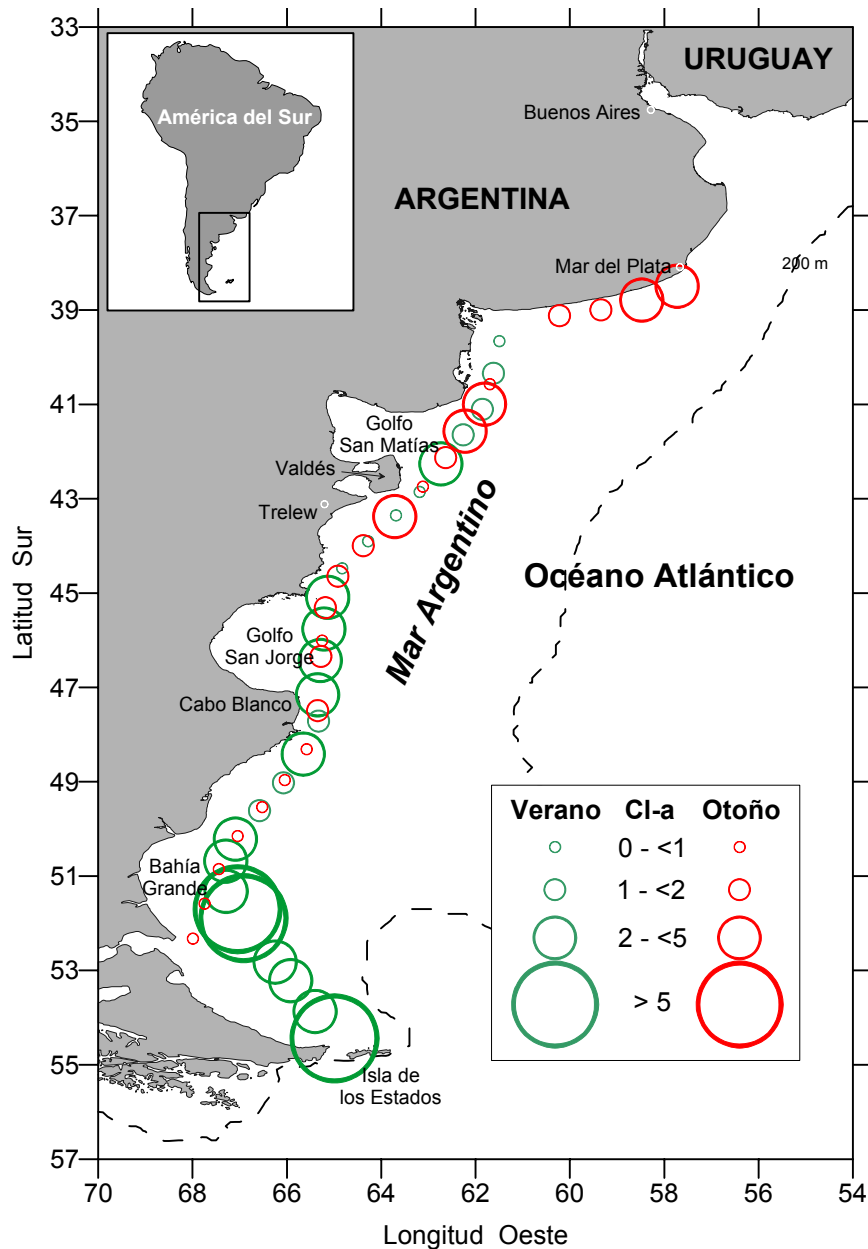 33
35
37
39
41
43
45
47
49
51
53
55
57
Latitud Sur
América del Sur
URUGUAY
Buenos Aires
ARGENTINA
Mar del Plata
200 m
Golfo
San Matías
Valdés
Trelew
Mar Argentino
Océano Atlántico
Golfo
San Jorge
Cabo Blanco
Bahía
Grande
Isla de
los Estados
Verano Cl-a Otoño
0 - <1
1 - <2
2 - <5
> 5
70 68 66 64 62 60 58 56 54
Longitud Oeste